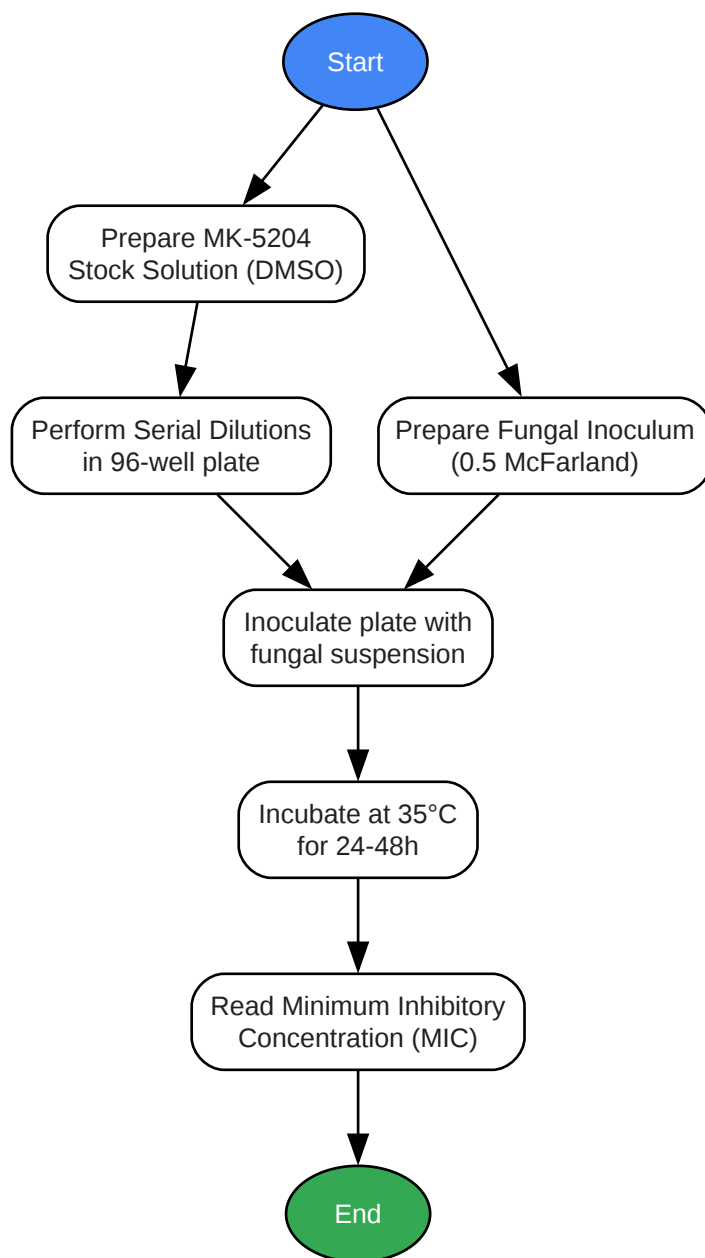 Start
Prepare MK-5204
Stock Solution (DMSO)
Perform Serial Dilutions
in 96-well plate
Prepare Fungal Inoculum
(0.5 McFarland)
Inoculate plate with
fungal suspension
Incubate at 35°C
for 24-48h
Read Minimum Inhibitory
Concentration (MIC)
End